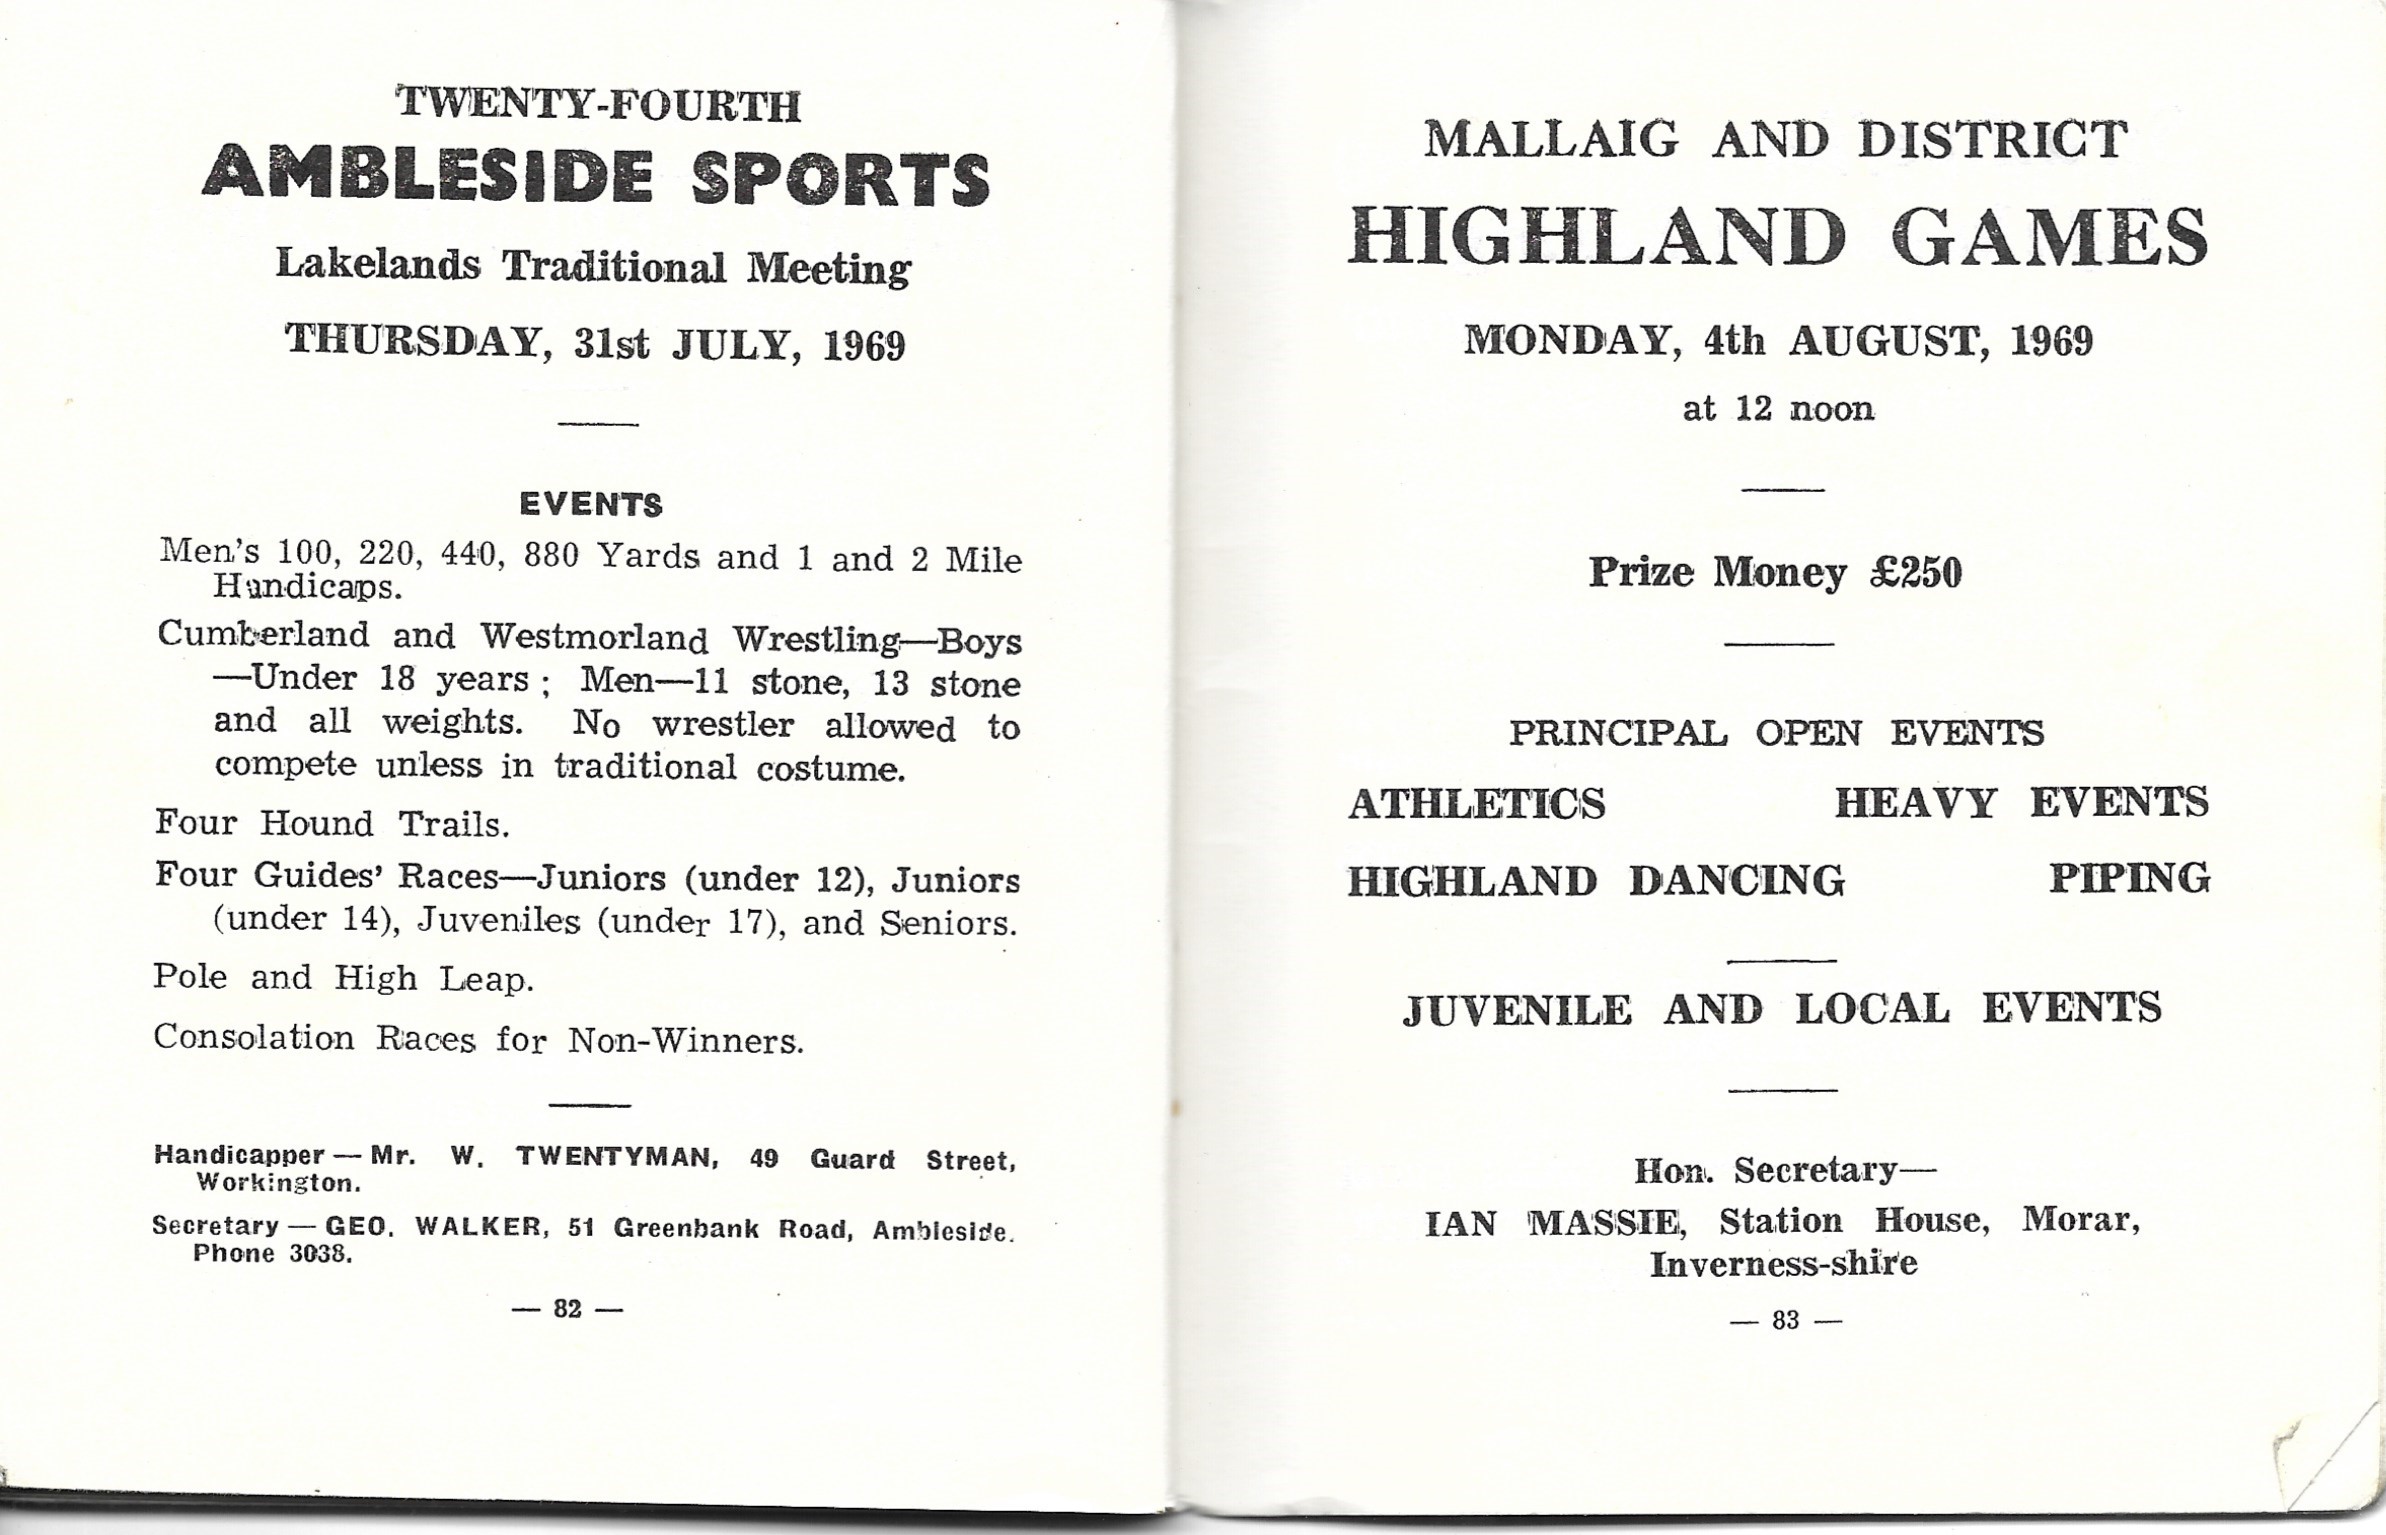 TWENTY-FOURTH
AMBLESIDE SPORTS
Lakelands Traditional Meeting
THURSDAY, 31st JULY, 1969
EVENTS
Men's 100, 220, 440, 880 Yards and 1 and 2 Mile
Handicaps.
Cumberland and Westmorland Wrestling—Boys
—Under 18 years ; Men—11 stone, 13 stone
and all weights. No wrestler allowed to
compete unless in traditional costume.
Four Hound Trails.
Four Guides' Races—Juniors (under 12), Juniors
(under 14), Juveniles (under 17), and Seniors.
Pole and High Leap.
Consolation Races for Non-Winners.
Handicapper — Mr. W. TWENTYMAN, 49 Guard Street,
Workington.
Secretary — GEO. WALKER, 51 Greenbank Road, Ambleside.
Phone 3038.
— 82 —
MALLAIG AND DISTRICT
HIGHLAND GAMES
MONDAY, 4th AUGUST, 1969
at 12 noon
Prize Money £250
PRINCIPAL OPEN EVENTS
ATHLETICS HEAVY EVENTS
HIGHLAND DANCING PIPING
JUVENILE AND LOCAL EVENTS
Hon. Secretary—
IAN MASSIE, Station House, Morar,
Inverness-shire
— 83 —